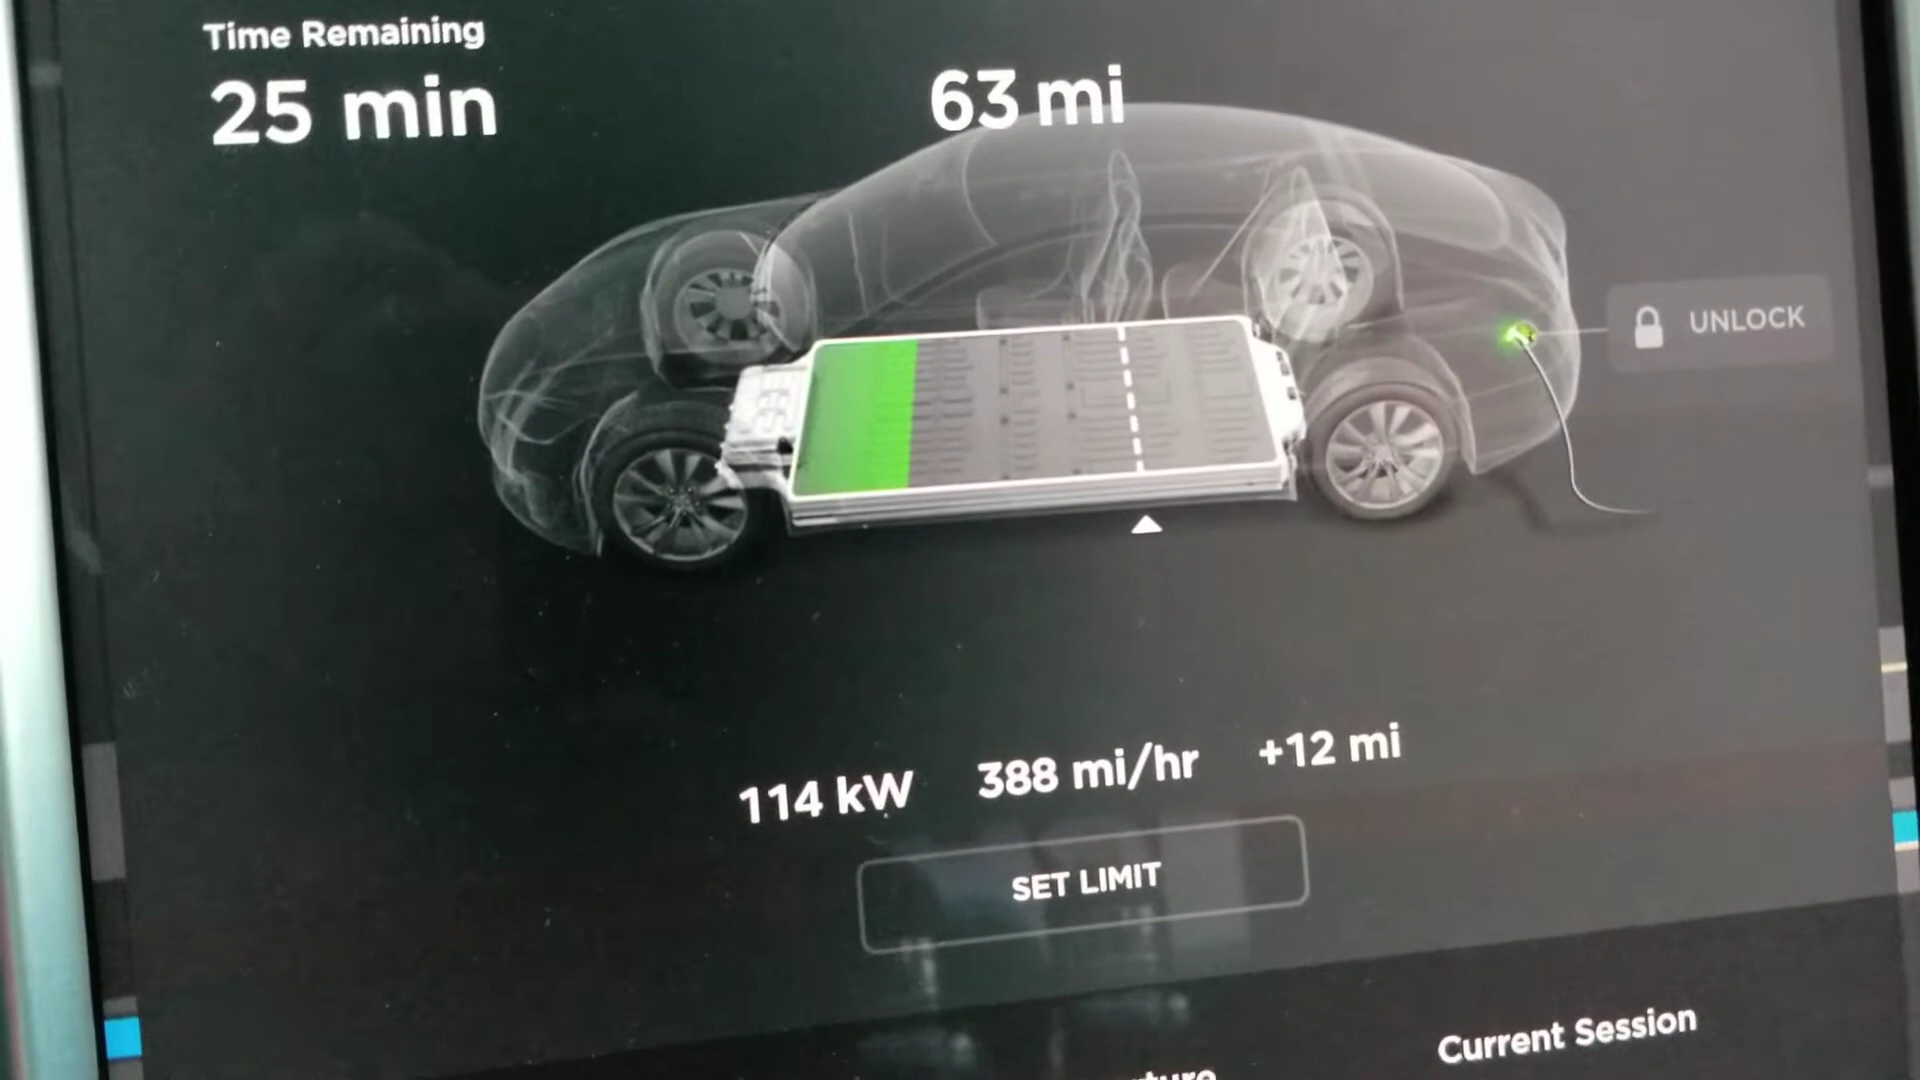 Time Remaining
25 min
63 mi
UNLOCK
114 kW
388 mi/hr
+12 mi
SET LIMIT
Current Session